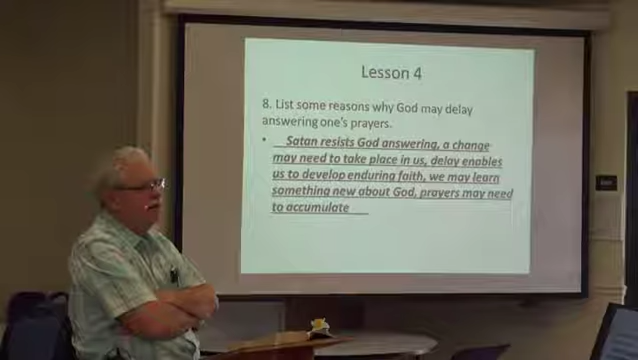 Lesson 4
8. List some reasons why God may delay
answering one's prayers.
• __Satan resists God answering, a change
may need to take place in us, delay enables
us to develop enduring faith, we may learn
something new about God, prayers may need
to accumulate___